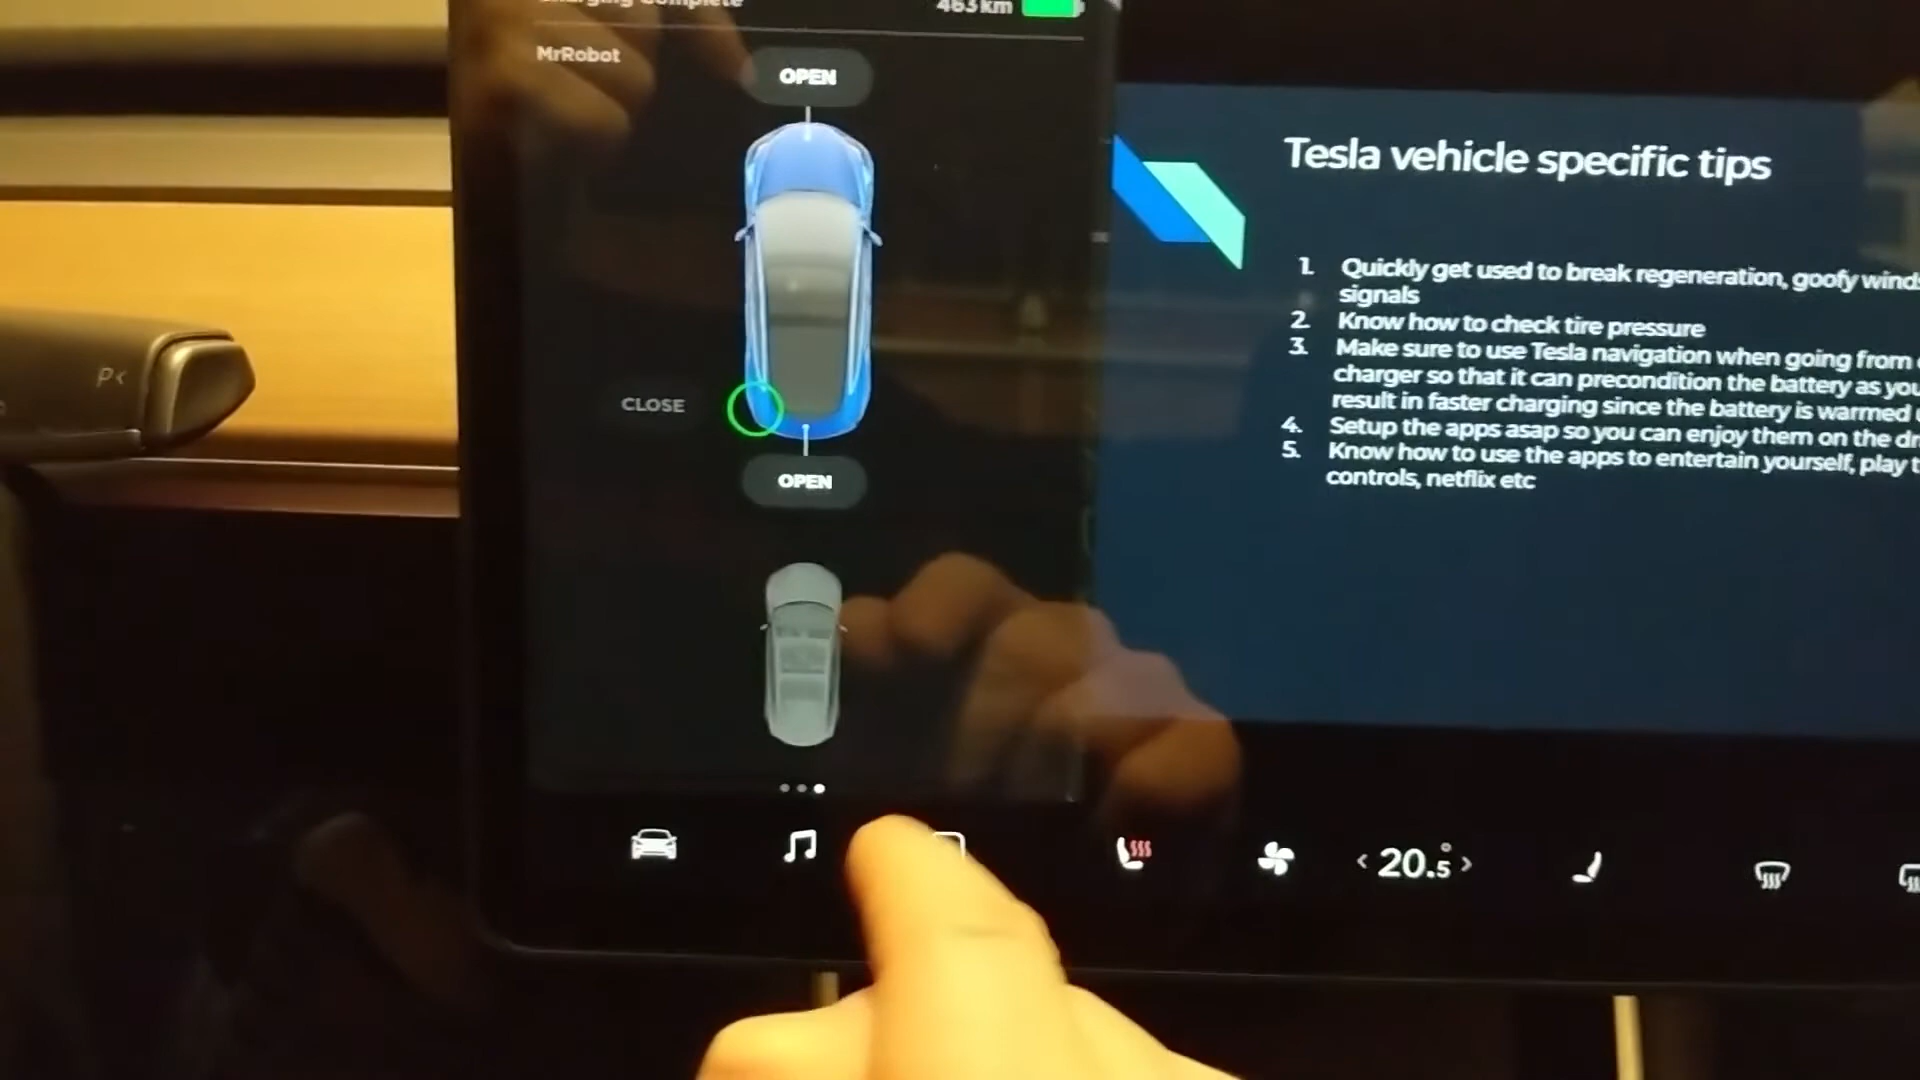 Charging Complete
463 km
MrRobot
OPEN
CLOSE
OPEN
Tesla vehicle specific tips
1. Quickly get used to break regeneration, goofy
signals
2. Know how to check tire pressure
3. Make sure to use Tesla navigation when going from
charger so that it can precondition the battery as
result in faster charging since the battery is warmed
4. Setup the apps asap so you can enjoy them on the
5. Know how to use the apps to entertain yourself, play
controls, netflix etc
P<
< 20.5° >